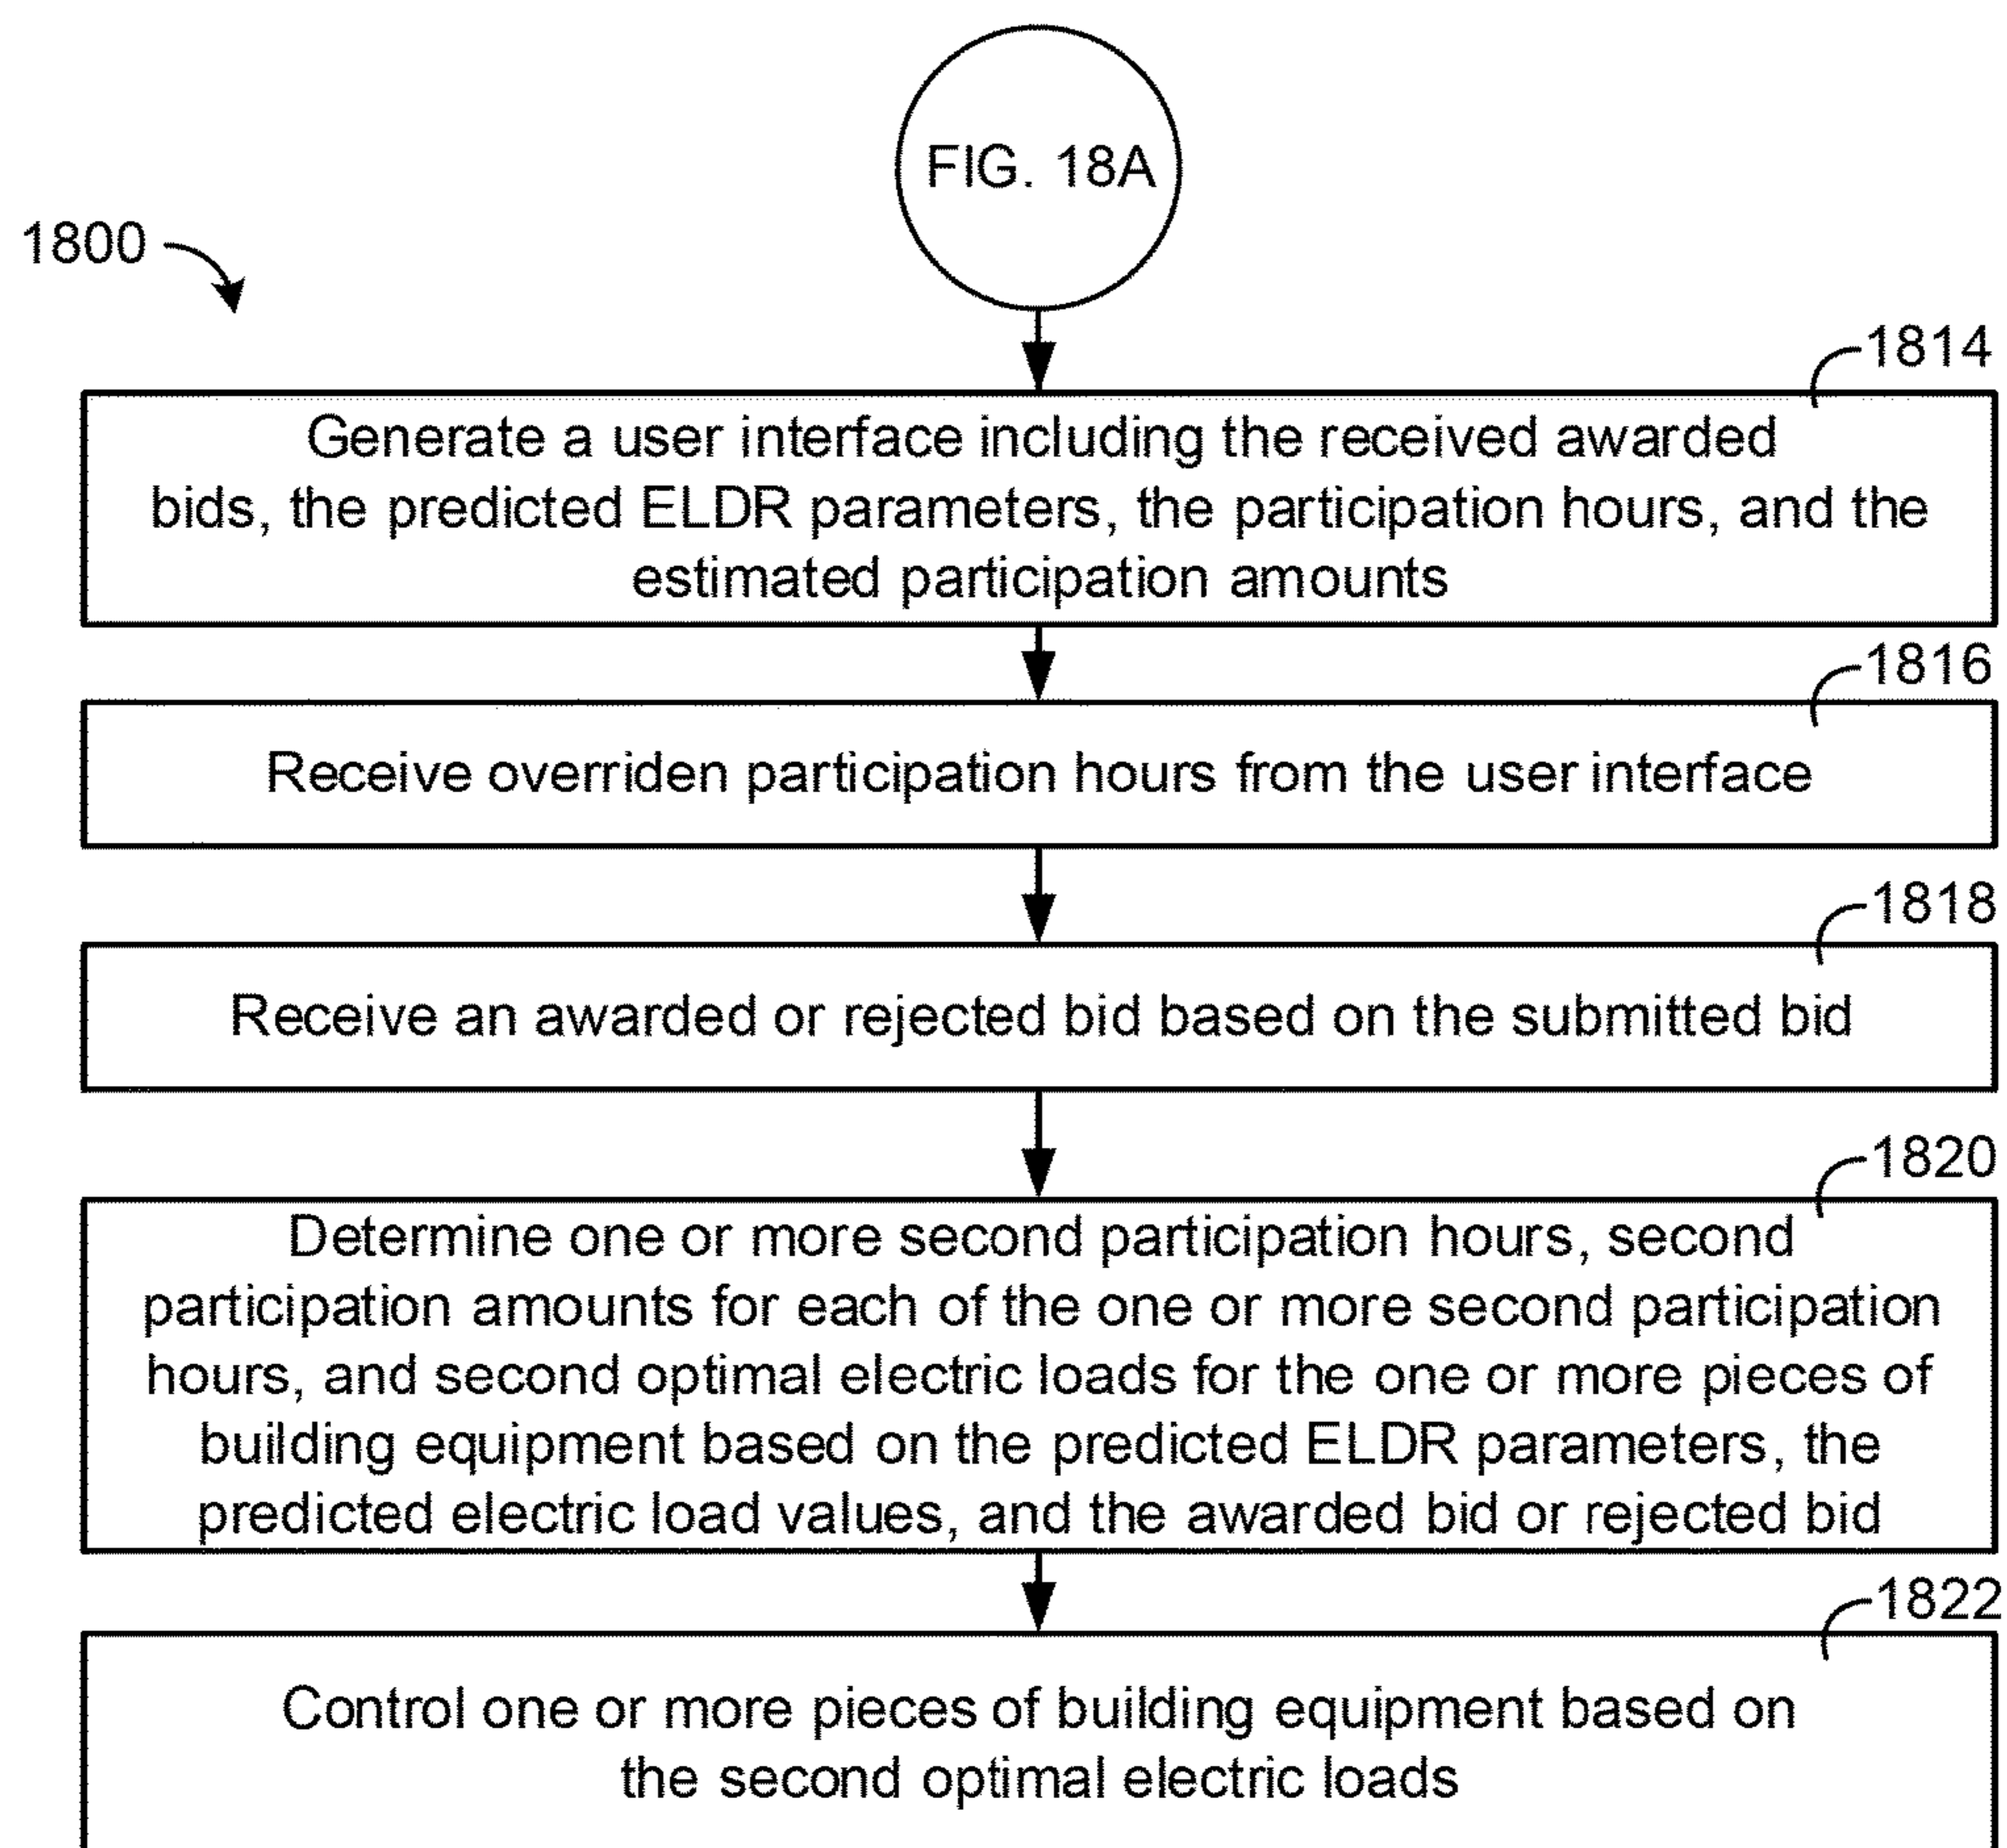 FIG. 18A
1800
1814
Generate a user interface including the received awarded
bids, the predicted ELDR parameters, the participation hours, and the
estimated participation amounts
1816
Receive overriden participation hours from the user interface
1818
Receive an awarded or rejected bid based on the submitted bid
1820
Determine one or more second participation hours, second
participation amounts for each of the one or more second participation
hours, and second optimal electric loads for the one or more pieces of
building equipment based on the predicted ELDR parameters, the
predicted electric load values, and the awarded bid or rejected bid
1822
Control one or more pieces of building equipment based on
the second optimal electric loads